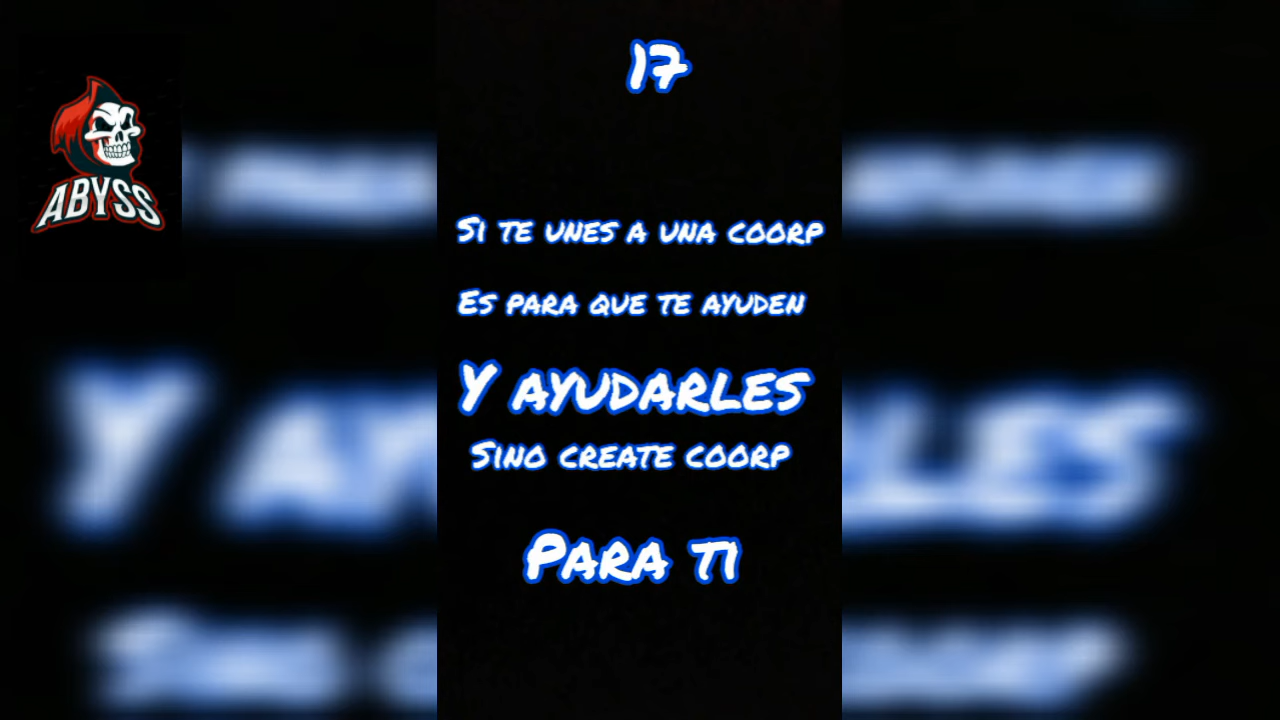 ABYSS
17
Si te unes a una coorp
Es para que te ayuden
Y ayudarles
Sino create coorp
Para ti